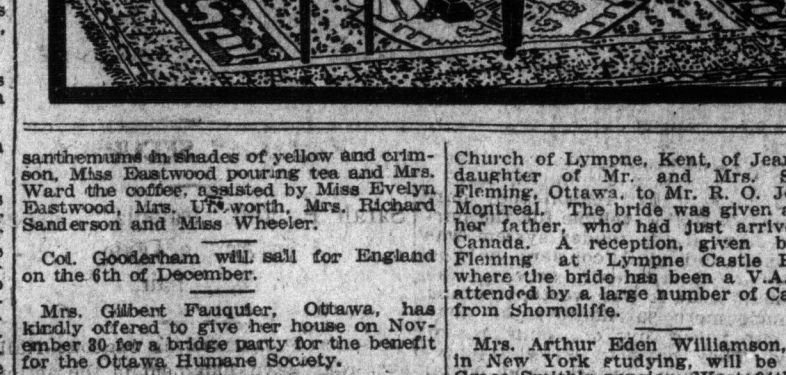 santhemums in shades of yellow and crim-
son, Miss Eastwood pouring tea and Mrs.
Ward the coffee, assisted by Miss Evelyn
Eastwood, Mrs. Mrs. Richard
Sanderson and Miss Wheeler.
Col. Gooderham will sail for England
on the 6th of December.
Mrs. Gilbert Fauquier, Ottawa, has
kindly offered to give her house on Nov-
ember 30 for a bridge party for the benefit
for the Ottawa Humane Society.
Church of Lympne, Kent, of Jean
daughter of Mr. and Mrs. S
Fleming, Ottawa, to Mr. R. O. Jo
Montreal. The bride was given a
her father, who had just arrive
Canada. A reception, given b
Fleming at Lympne Castle
where the bride has been a V.A.
attended by a large number of Ca
from Shorncliffe.
Mrs. Arthur Eden Williamson,
in New York studying, will be